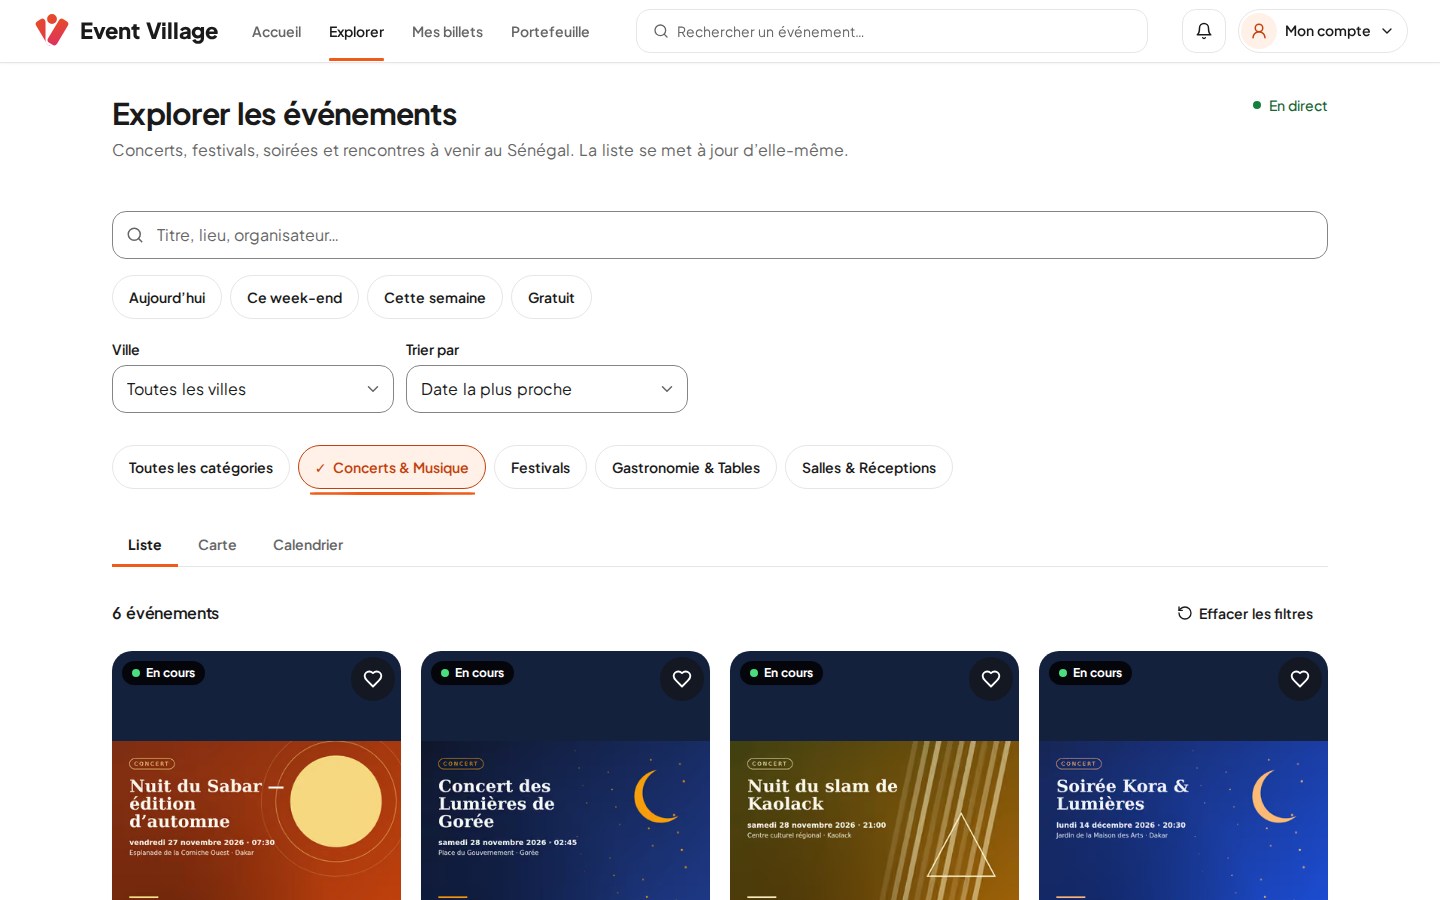 Event Village
Accueil
Explorer
Mes billets
Portefeuille
Rechercher un événement...
Mon compte
Explorer les événements
En direct
Concerts, festivals, soirées et rencontres à venir au Sénégal. La liste se met à jour d’elle-même.
Titre, lieu, organisateur...
Aujourd’hui
Ce week-end
Cette semaine
Gratuit
Ville
Trier par
Toutes les villes
Date la plus proche
Toutes les catégories
✓ Concerts & Musique
Festivals
Gastronomie & Tables
Salles & Réceptions
Liste
Carte
Calendrier
6 événements
Effacer les filtres
En cours
CONCERT
Nuit du Sabar —
édition
d’automne
vendredi 27 novembre 2026 · 07:30
Esplanade de la Corniche Ouest · Dakar
En cours
CONCERT
Concert des
Lumières de
Gorée
samedi 28 novembre 2026 · 02:45
Place du Gouvernement · Gorée
En cours
CONCERT
Nuit du slam de
Kaolack
samedi 28 novembre 2026 · 21:00
Centre culturel régional · Kaolack
En cours
CONCERT
Soirée Kora &
Lumières
lundi 14 décembre 2026 · 20:30
Jardin de la Maison des Arts · Dakar